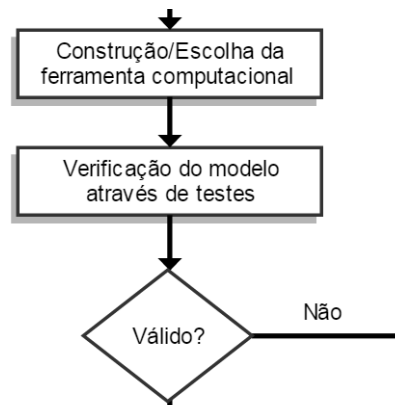 Construção/Escolha da
ferramenta computacional
Verificação do modelo
através de testes
Válido?
Não